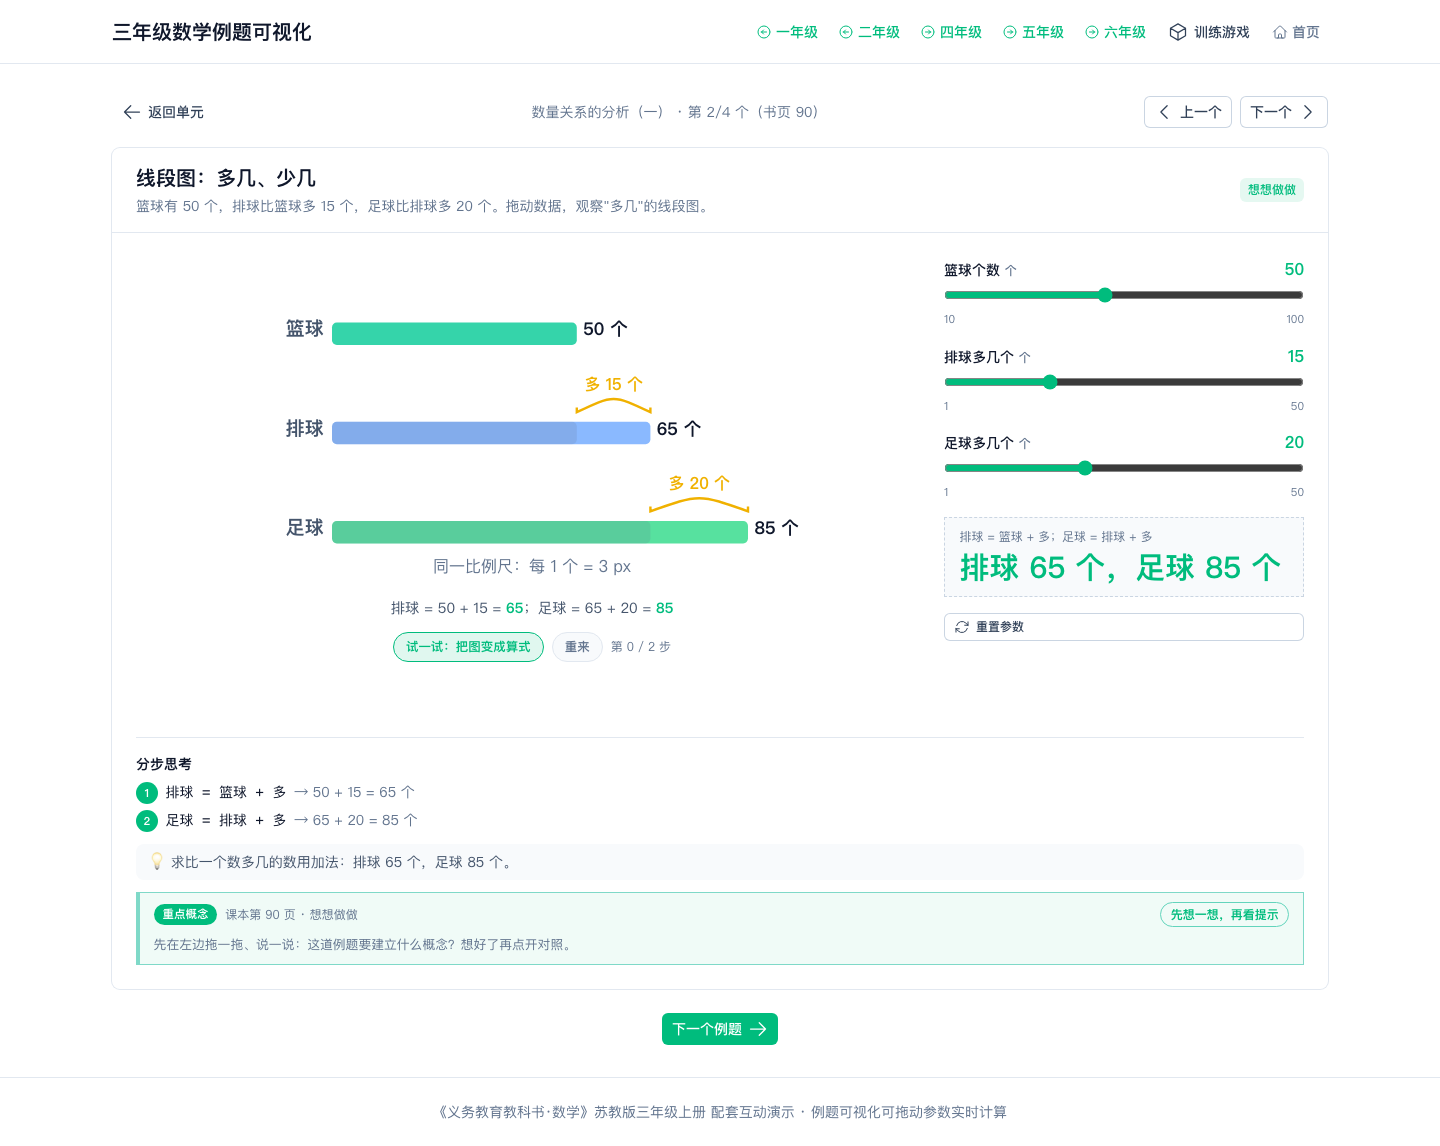 三年级数学例题可视化
一年级 二年级 四年级 五年级 六年级 训练游戏 首页
返回单元 数量关系的分析（一） · 第 2/4 个（书页 90） 上一个 下一个
线段图：多几、少几
篮球有 50 个，排球比篮球多 15 个，足球比排球多 20 个。拖动数据，观察"多几"的线段图。
想想做做
篮球 50 个
多 15 个
排球 65 个
多 20 个
足球 85 个
同一比例尺：每 1 个 = 3 px
排球 = 50 + 15 = 65；足球 = 65 + 20 = 85
试一试：把图变成算式 重来 第 0 / 2 步
篮球个数 个 50
10 100
排球多几个 个 15
1 50
足球多几个 个 20
1 50
排球 = 篮球 + 多；足球 = 排球 + 多
排球 65 个，足球 85 个
重置参数
分步思考
1 排球 = 篮球 + 多 → 50 + 15 = 65 个
2 足球 = 排球 + 多 → 65 + 20 = 85 个
求比一个数多几的数用加法：排球 65 个，足球 85 个。
重点概念 课本第 90 页 · 想想做做 先想一想，再看提示
先在左边拖一拖、说一说：这道例题要建立什么概念？想好了再点开对照。
下一个例题
《义务教育教科书·数学》苏教版三年级上册 配套互动演示 · 例题可视化可拖动参数实时计算